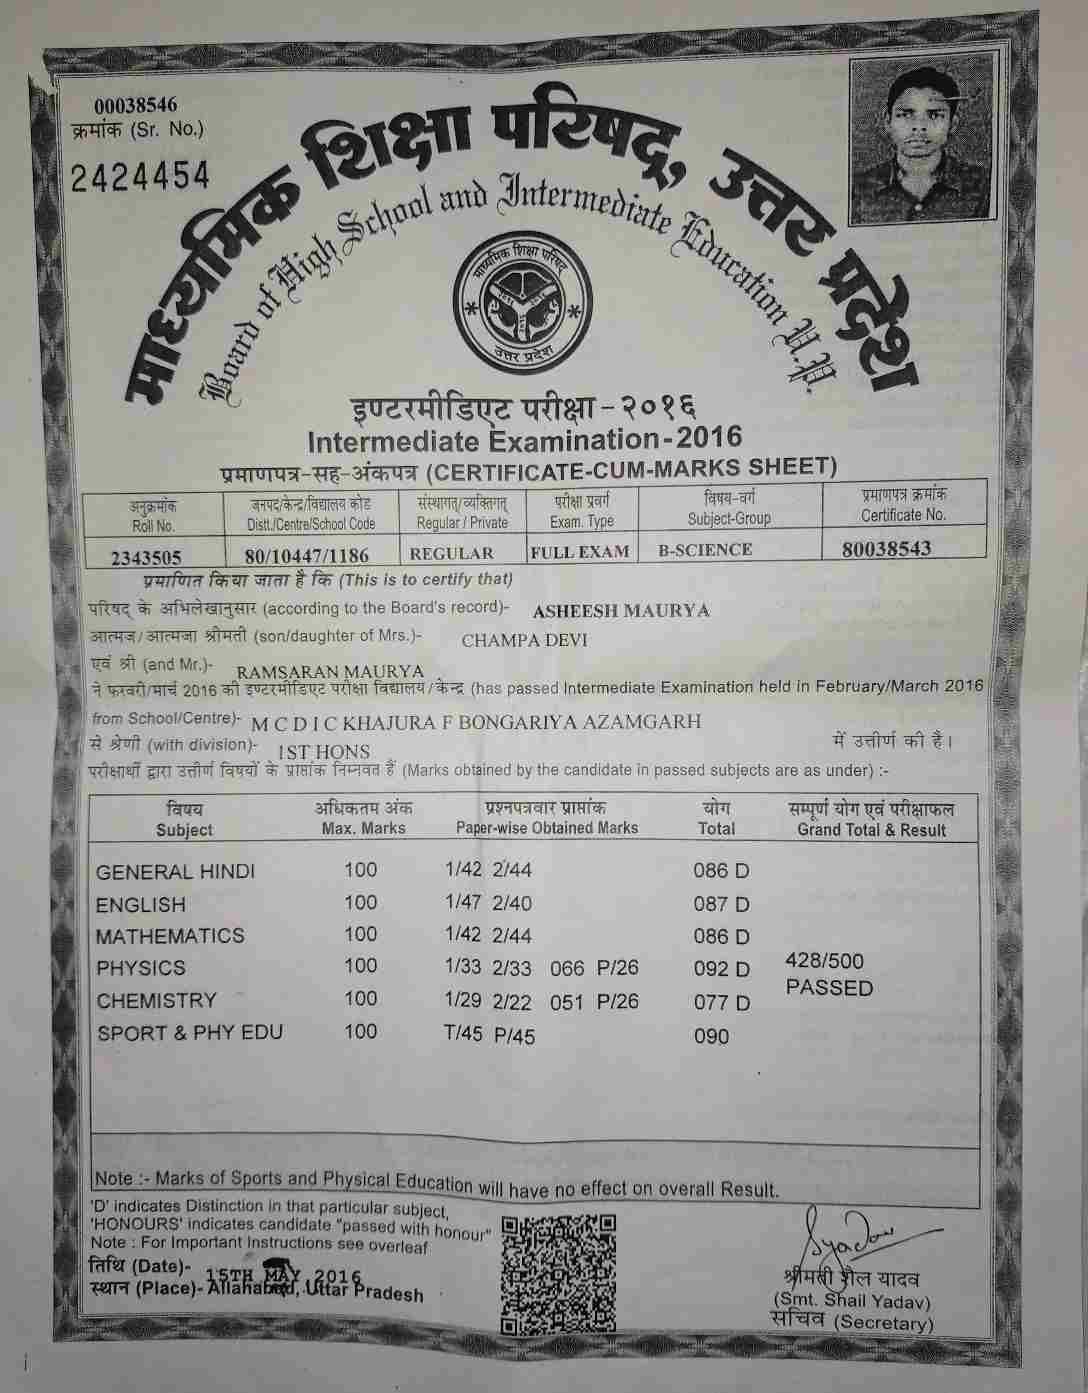 00038546
क्रमांक (Sr. No.)
2424454
माध्यमिक शिक्षा परिषद्, उत्तर प्रदेश
Board of High School and Intermediate Education U.P.
माध्यमिक शिक्षा परिषद
उत्तर प्रदेश
इण्टरमीडिएट परीक्षा - २०१६
Intermediate Examination - 2016
प्रमाणपत्र-सह-अंकपत्र (CERTIFICATE-CUM-MARKS SHEET)
अनुक्रमांक जनपद/केन्द्र/विद्यालय कोड संस्थागत/व्यक्तिगत् परीक्षा प्रवर्ग विषय-वर्ग प्रमाणपत्र क्रमांक
Roll No. Distt./Centre/School Code Regular / Private Exam. Type Subject-Group Certificate No.
2343505 80/10447/1186 REGULAR FULL EXAM B-SCIENCE 80038543
प्रमाणित किया जाता है कि (This is to certify that)
परिषद् के अभिलेखानुसार (according to the Board's record)- ASHEESH MAURYA
आत्मज/आत्मजा श्रीमती (son/daughter of Mrs.)- CHAMPA DEVI
एवं श्री (and Mr.)- RAMSARAN MAURYA
ने फरवरी/मार्च 2016 की इण्टरमीडिएट परीक्षा विद्यालय/केन्द्र (has passed Intermediate Examination held in February/March 2016
from School/Centre)- M C D I C KHAJURA F BONGARIYA AZAMGARH
से श्रेणी (with division)- 1ST HONS में उत्तीर्ण की है।
परीक्षार्थी द्वारा उत्तीर्ण विषयों के प्राप्तांक निम्नवत हैं (Marks obtained by the candidate in passed subjects are as under) :-
विषय अधिकतम अंक प्रश्नपत्रवार प्राप्तांक योग सम्पूर्ण योग एवं परीक्षाफल
Subject Max. Marks Paper-wise Obtained Marks Total Grand Total & Result
GENERAL HINDI 100 1/42 2/44 086 D
ENGLISH 100 1/47 2/40 087 D
MATHEMATICS 100 1/42 2/44 086 D
PHYSICS 100 1/33 2/33 066 P/26 092 D 428/500
CHEMISTRY 100 1/29 2/22 051 P/26 077 D PASSED
SPORT & PHY EDU 100 T/45 P/45 090
Note :- Marks of Sports and Physical Education will have no effect on overall Result.
'D' indicates Distinction in that particular subject,
'HONOURS' indicates candidate "passed with honour"
Note : For Important Instructions see overleaf
तिथि (Date)- 15TH MAY 2016
स्थान (Place)- Allahabad, Uttar Pradesh
श्रीमती शैल यादव
(Smt. Shail Yadav)
सचिव (Secretary)